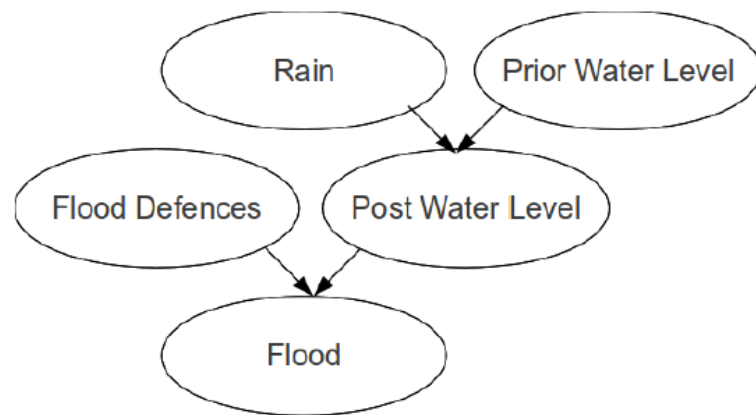 Rain
Prior Water Level
Flood Defences
Post Water Level
Flood